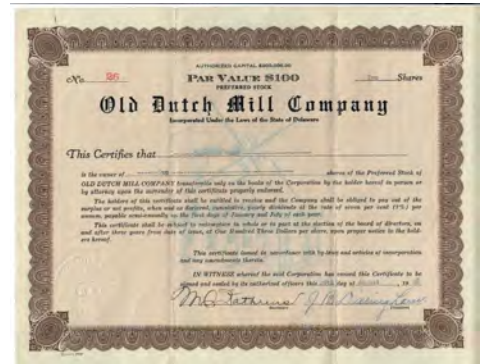 AUTHORIZED CAPITAL $300,000.00
No. 26 PAR VALUE $100 Shares
PREFERRED STOCK
Old Dutch Mill Company
Incorporated Under the Laws of the State of Delaware
This Certifies that
is the owner of shares of the Preferred Stock of
OLD DUTCH MILL COMPANY transferable only on the books of the Corporation by the holder hereof in person or
by attorney upon the surrender of this certificate properly endorsed.
The holders of this certificate shall be entitled to receive and the Company shall be obliged to pay out of the
surplus or net profits, when and as declared, cumulative, yearly dividends at the rate of seven per cent (7%) per
annum, payable semi-annually on the first days of January and July of each year.
This certificate shall be subject to redemption in whole or in part at the election of the board of directors, on
and after three years from date of issue, at One Hundred Three Dollars per share, upon proper notice to the hold-
ers hereof.
This certificate issued in accordance with by-laws and articles of incorporation
and any amendments thereto.
IN WITNESS whereof the said Corporation has caused this Certificate to be
signed and sealed by its authorized officers this day of 19